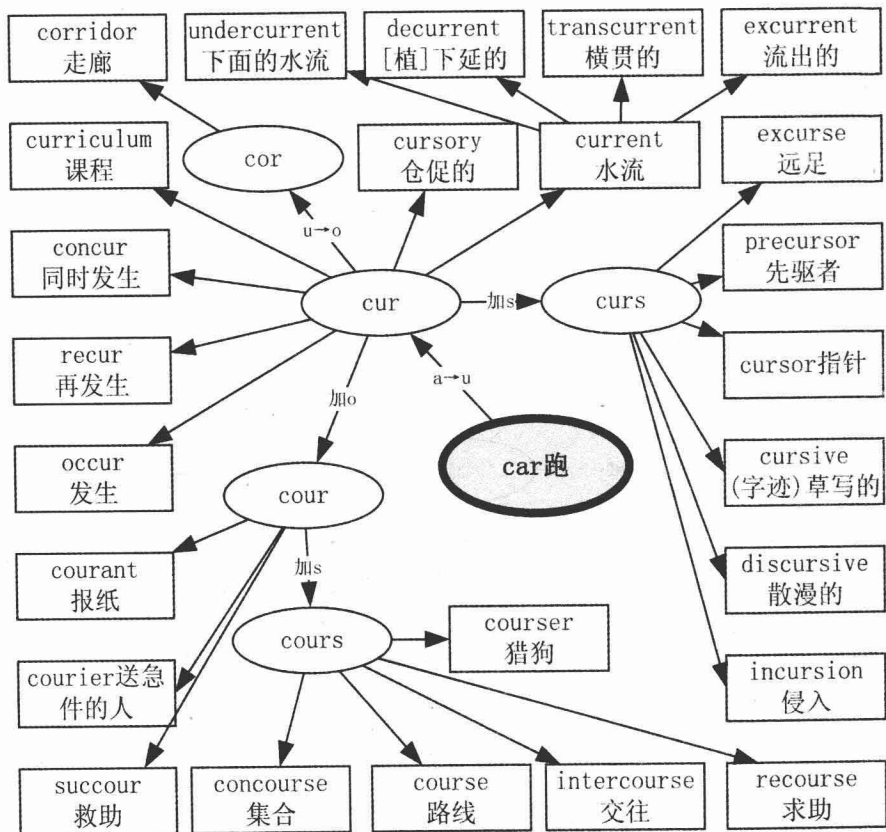 corridor
走廊
undercurrent
下面的水流
decurrent
[植]下延的
transcurrent
横贯的
excurrent
流出的
curriculum
课程
cor
cursory
仓促的
current
水流
excurse
远足
u→o
concur
同时发生
cur
加s
curs
precursor
先驱者
recur
再发生
a→u
cursor指针
加o
occur
发生
cour
car跑
cursive
(字迹)草写的
courant
报纸
加s
discursive
散漫的
cours
courser
猎狗
courier送急
件的人
incursion
侵入
succour
救助
concourse
集合
course
路线
intercourse
交往
recourse
求助